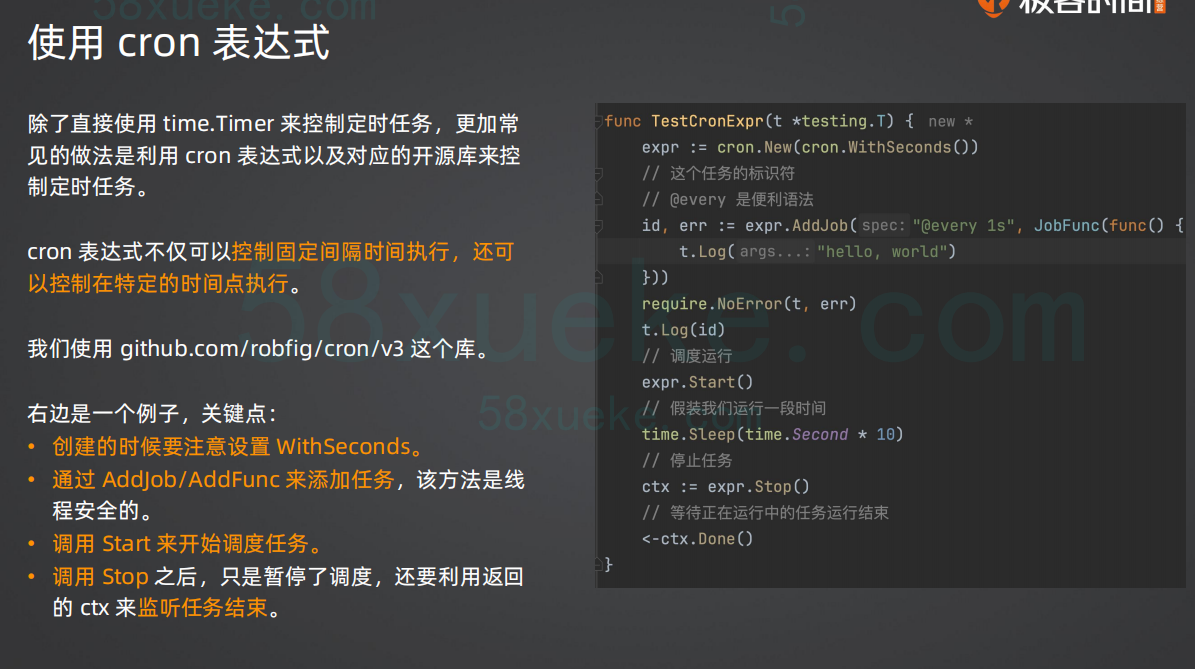 58xueke.com
极客时间
使用 cron 表达式
除了直接使用 time.Timer 来控制定时任务，更加常
见的做法是利用 cron 表达式以及对应的开源库来控
制定时任务。
cron 表达式不仅可以控制固定间隔时间执行，还可
以控制在特定的时间点执行。
我们使用 github.com/robfig/cron/v3 这个库。
右边是一个例子，关键点：
• 创建的时候要注意设置 WithSeconds。
• 通过 AddJob/AddFunc 来添加任务，该方法是线
程安全的。
• 调用 Start 来开始调度任务。
• 调用 Stop 之后，只是暂停了调度，还要利用返回
的 ctx 来监听任务结束。
func TestCronExpr(t *testing.T) { new *
expr := cron.New(cron.WithSeconds())
// 这个任务的标识符
// @every 是便利语法
id, err := expr.AddJob( spec: "@every 1s", JobFunc(func() {
t.Log( args...: "hello, world")
}))
require.NoError(t, err)
t.Log(id)
// 调度运行
expr.Start()
// 假装我们运行一段时间
time.Sleep(time.Second * 10)
// 停止任务
ctx := expr.Stop()
// 等待正在运行中的任务运行结束
<-ctx.Done()
}
58xueke.com
58xueke.com
5